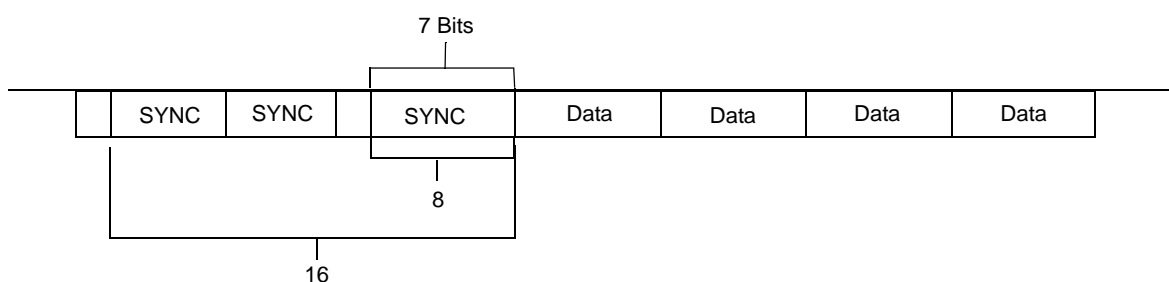 7 Bits
SYNC SYNC SYNC Data Data Data Data
8
16